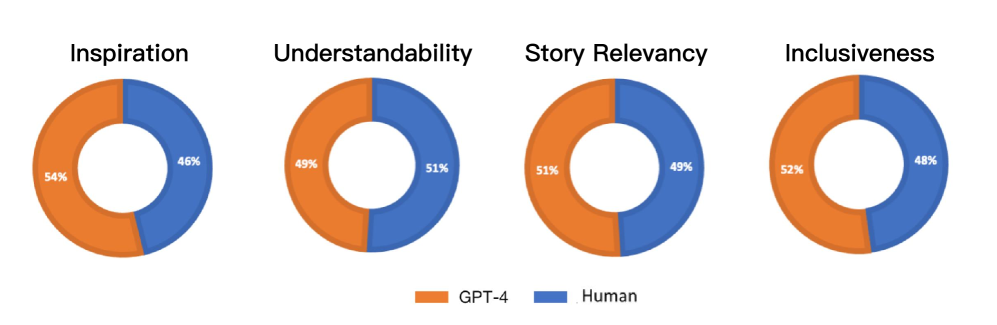 Inspiration Understandability Story Relevancy Inclusiveness
54% 46% 49% 51% 51% 49% 52% 48%
GPT-4 Human